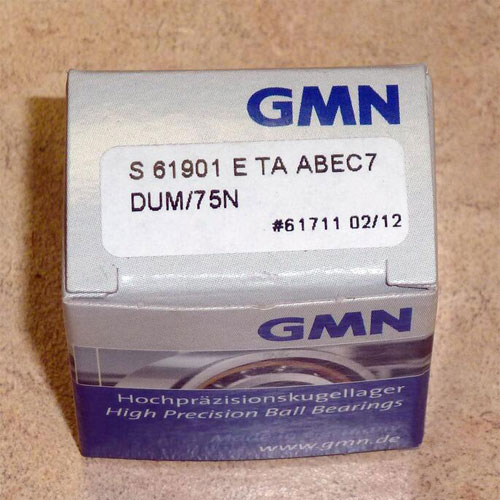 GMN
S 61901 E TA ABEC7
DUM/75N
#61711 02/12
GMN
Hochpräzisionskugellager
High Precision Ball Bearings
www.gmn.de